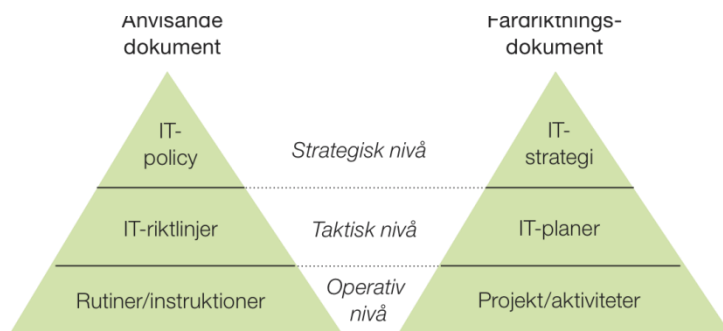 Anvisande
dokument
Färdriktnings-
dokument
IT-
policy
Strategisk nivå
IT-
strategi
IT-riktlinjer
Taktisk nivå
IT-planer
Rutiner/instruktioner
Operativ
nivå
Projekt/aktiviteter